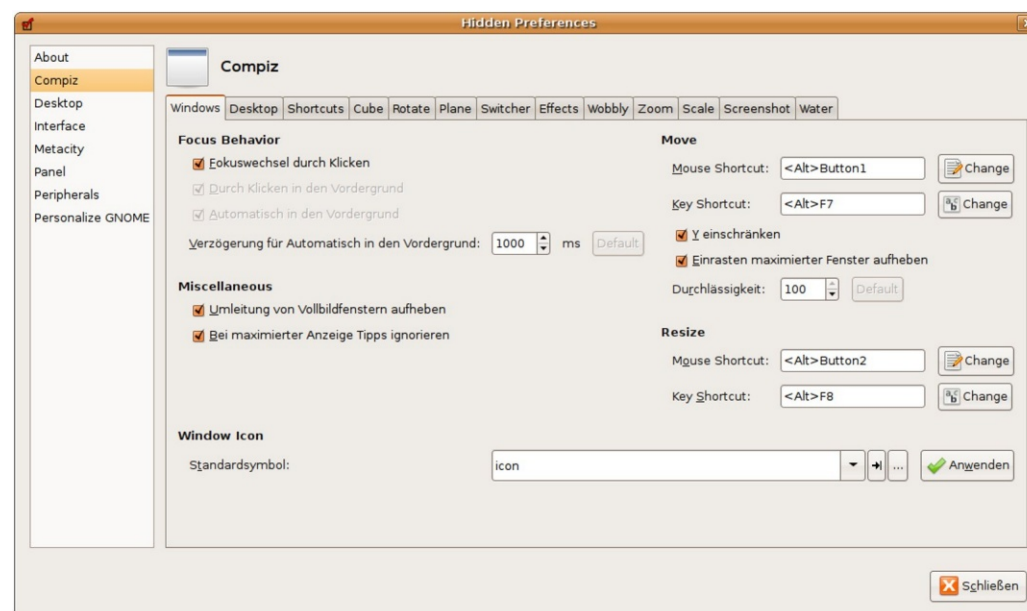 Hidden Preferences
About
Compiz
Desktop
Interface
Metacity
Panel
Peripherals
Personalize GNOME
Compiz
Windows Desktop Shortcuts Cube Rotate Plane Switcher Effects Wobbly Zoom Scale Screenshot Water
Focus Behavior
Fokuswechsel durch Klicken
Durch Klicken in den Vordergrund
Automatisch in den Vordergrund
Verzögerung für Automatisch in den Vordergrund: 1000 ms Default
Miscellaneous
Umleitung von Vollbildfenstern aufheben
Bei maximierter Anzeige Tipps ignorieren
Move
Mouse Shortcut: <Alt>Button1 Change
Key Shortcut: <Alt>F7 Change
Y einschränken
Einrasten maximierter Fenster aufheben
Durchlässigkeit: 100 Default
Resize
Mouse Shortcut: <Alt>Button2 Change
Key Shortcut: <Alt>F8 Change
Window Icon
Standardsymbol: icon ... Anwenden
Schließen